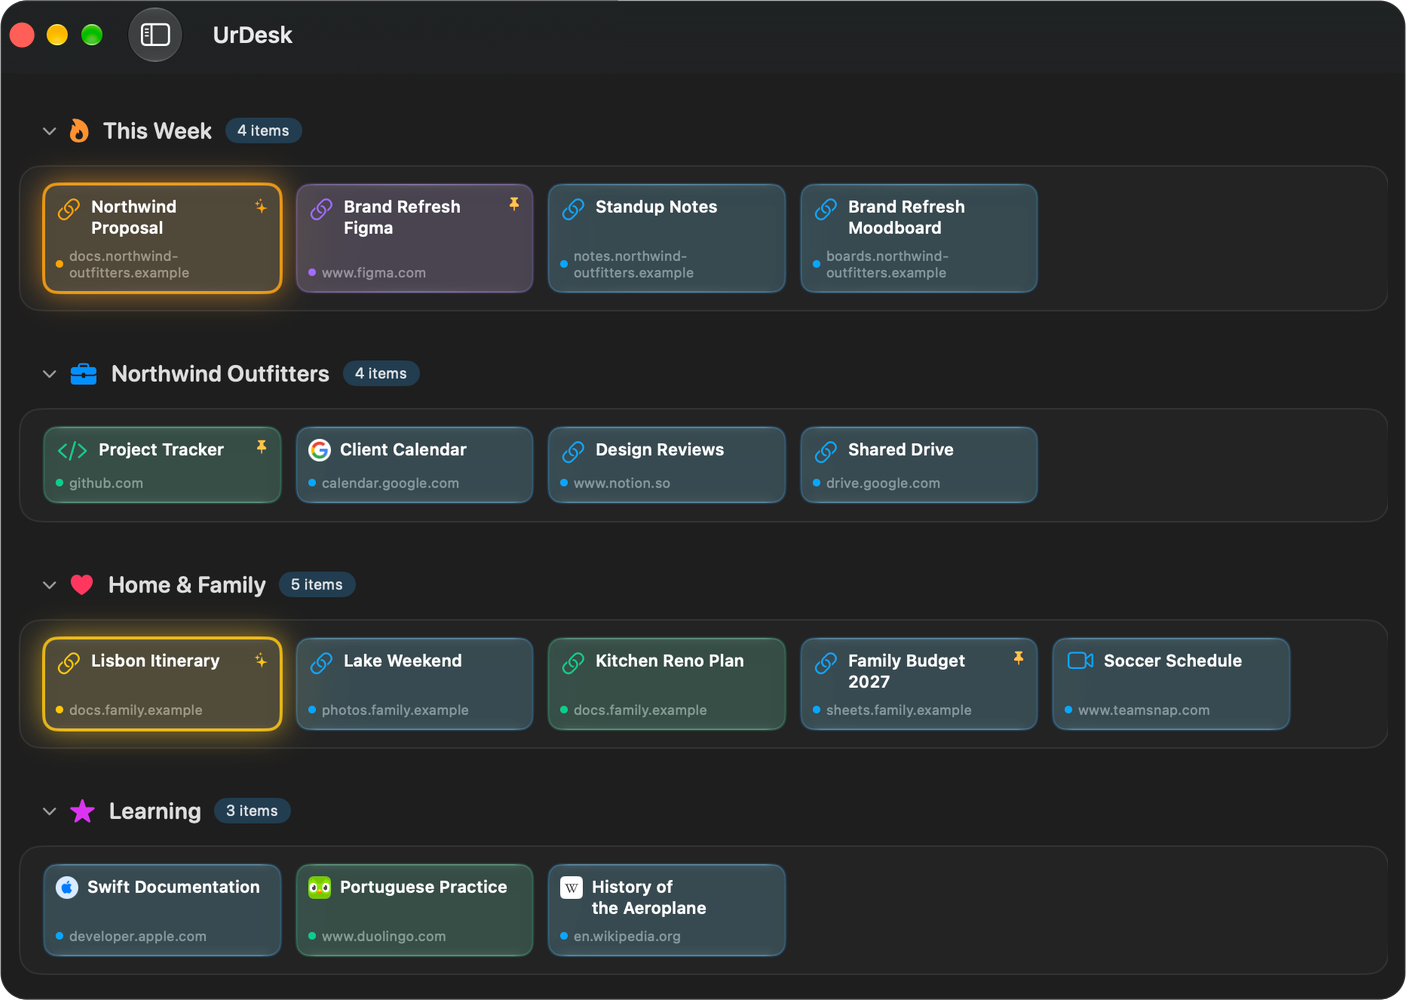 UrDesk
This Week
4 items
Northwind
Proposal
docs.northwind-
outfitters.example
Brand Refresh
Figma
www.figma.com
Standup Notes
notes.northwind-
outfitters.example
Brand Refresh
Moodboard
boards.northwind-
outfitters.example
Northwind Outfitters
4 items
Project Tracker
github.com
Client Calendar
calendar.google.com
Design Reviews
www.notion.so
Shared Drive
drive.google.com
Home & Family
5 items
Lisbon Itinerary
docs.family.example
Lake Weekend
photos.family.example
Kitchen Reno Plan
docs.family.example
Family Budget
2027
sheets.family.example
Soccer Schedule
www.teamsnap.com
Learning
3 items
Swift Documentation
developer.apple.com
Portuguese Practice
www.duolingo.com
W
History of
the Aeroplane
en.wikipedia.org